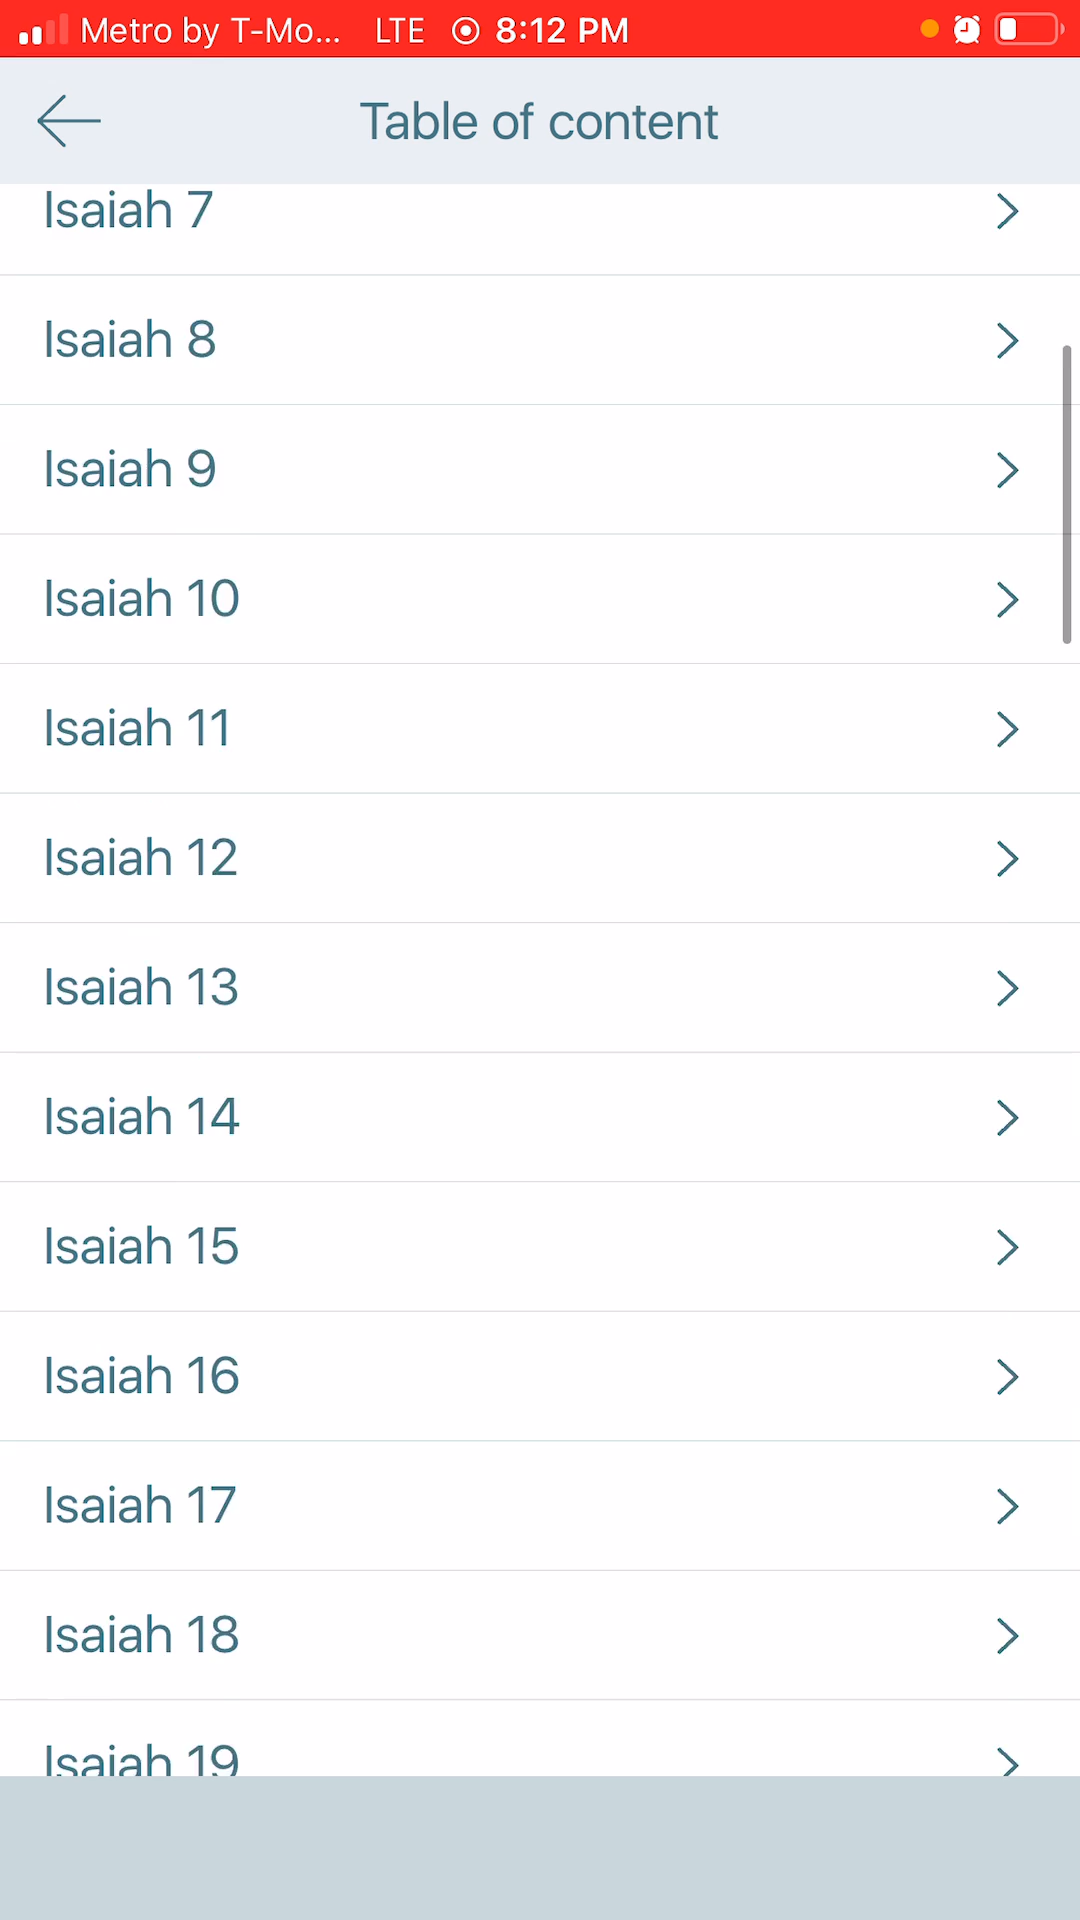 Metro by T-Mo... LTE 8:12 PM
Table of content
Isaiah 7
Isaiah 8
Isaiah 9
Isaiah 10
Isaiah 11
Isaiah 12
Isaiah 13
Isaiah 14
Isaiah 15
Isaiah 16
Isaiah 17
Isaiah 18
Isaiah 19